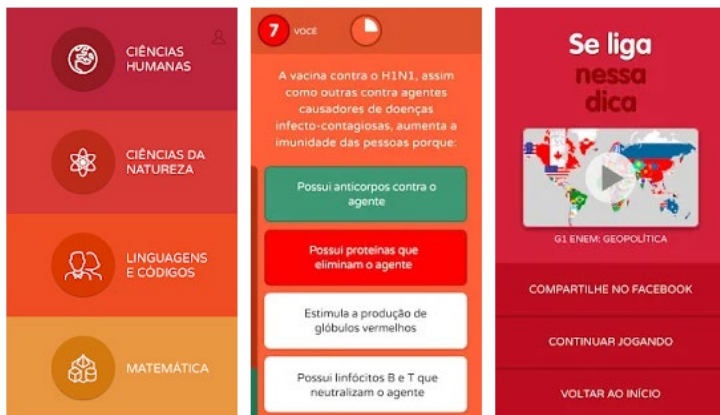 CIÊNCIAS
HUMANAS
CIÊNCIAS DA
NATUREZA
LINGUAGENS
E CÓDIGOS
MATEMÁTICA
7 VOCÊ
A vacina contra o H1N1, assim
como outras contra agentes
causadores de doenças
infecto-contagiosas, aumenta a
imunidade das pessoas porque:
Possui anticorpos contra o
agente
Possui proteínas que
eliminam o agente
Estimula a produção de
glóbulos vermelhos
Possui linfócitos B e T que
neutralizam o agente
Se liga
nessa
dica
G1 ENEM: GEOPOLÍTICA
COMPARTILHE NO FACEBOOK
CONTINUAR JOGANDO
VOLTAR AO INÍCIO